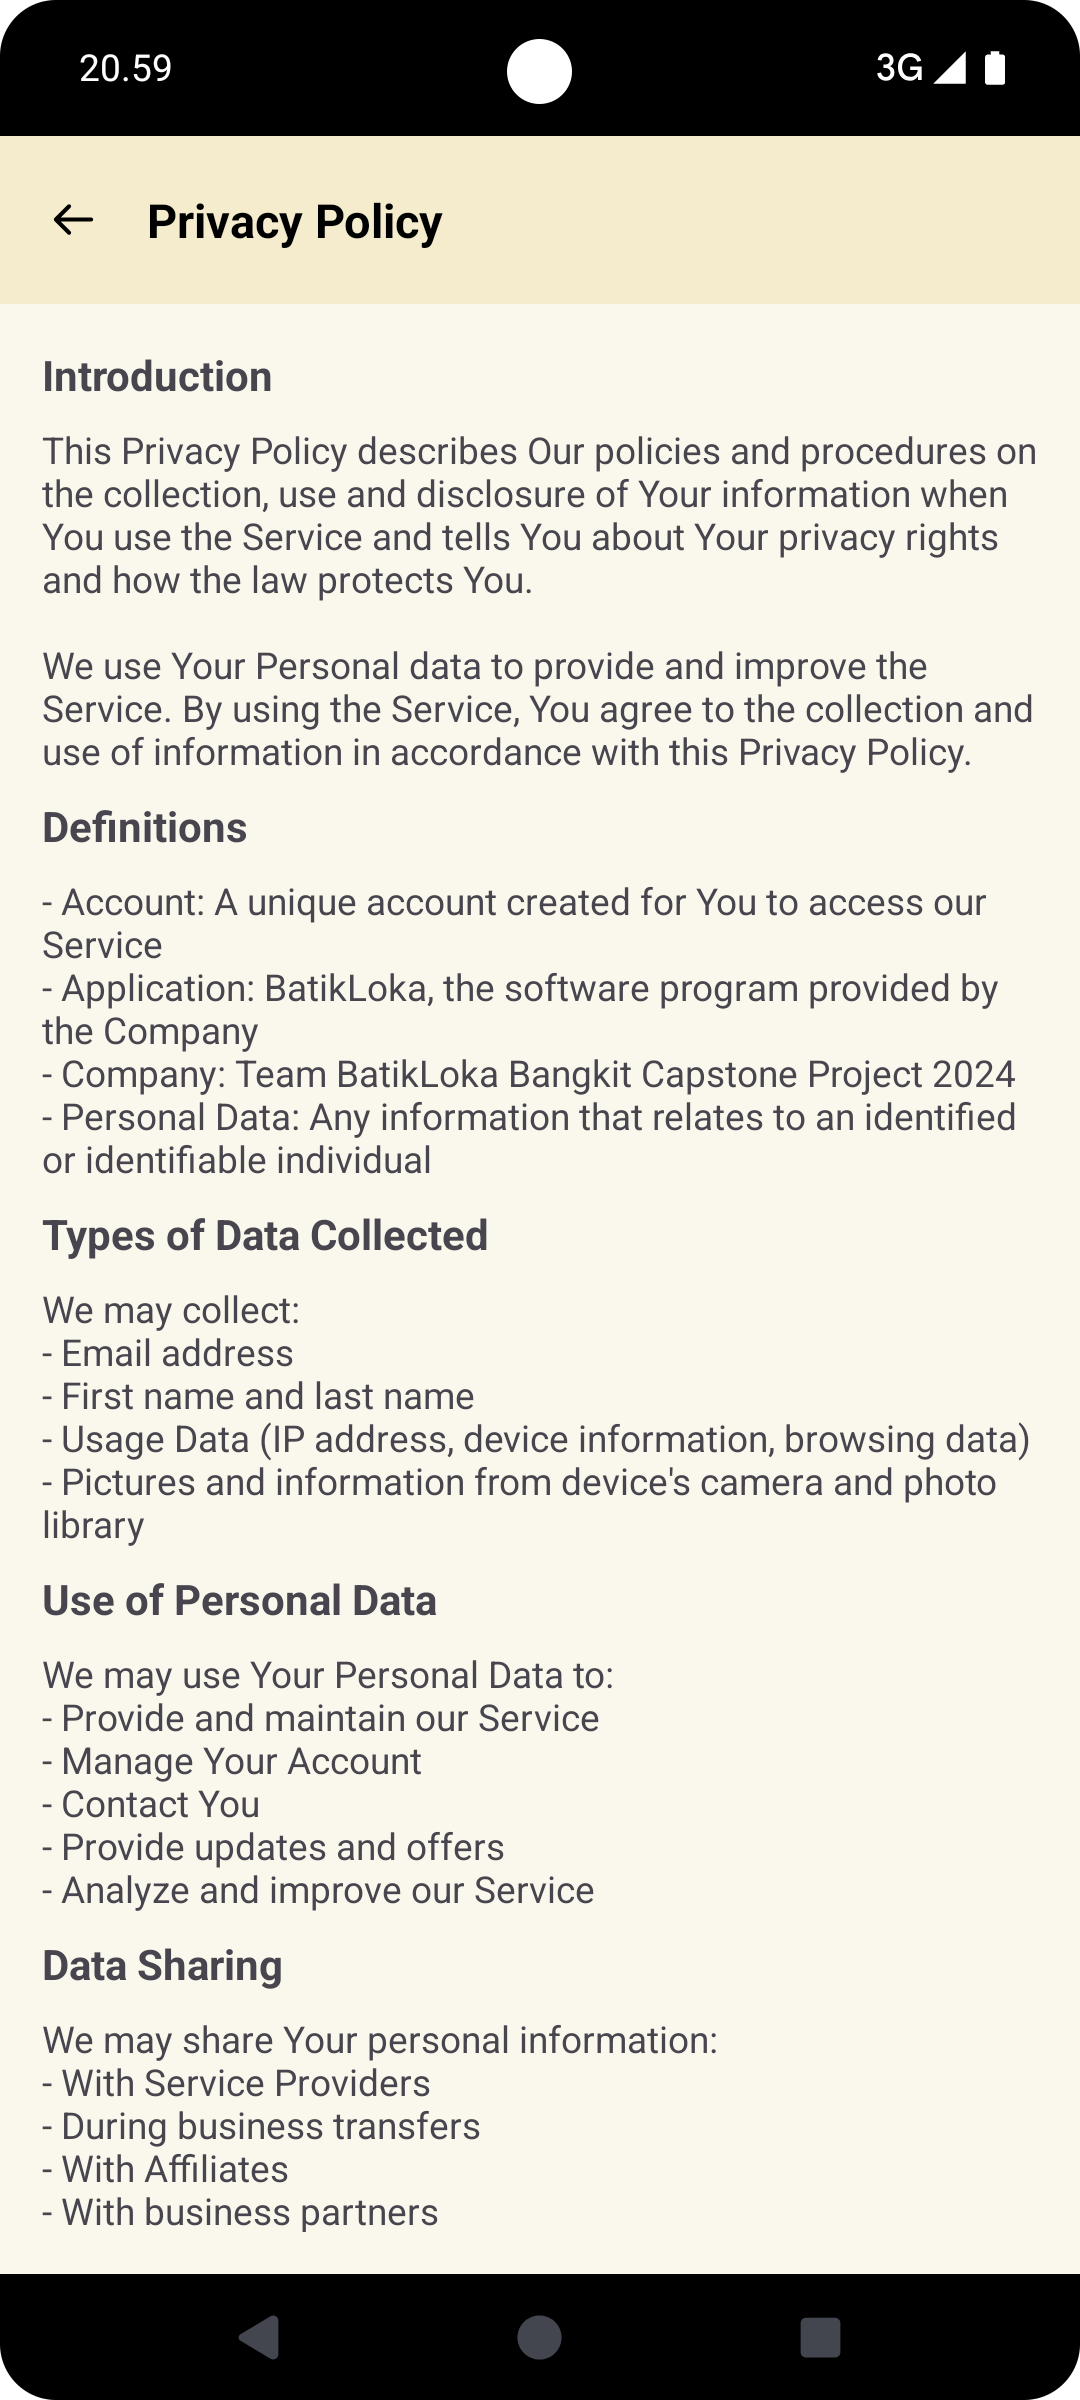 20.59
3G
Privacy Policy
Introduction
This Privacy Policy describes Our policies and procedures on
the collection, use and disclosure of Your information when
You use the Service and tells You about Your privacy rights
and how the law protects You.
We use Your Personal data to provide and improve the
Service. By using the Service, You agree to the collection and
use of information in accordance with this Privacy Policy.
Definitions
- Account: A unique account created for You to access our
Service
- Application: BatikLoka, the software program provided by
the Company
- Company: Team BatikLoka Bangkit Capstone Project 2024
- Personal Data: Any information that relates to an identified
or identifiable individual
Types of Data Collected
We may collect:
- Email address
- First name and last name
- Usage Data (IP address, device information, browsing data)
- Pictures and information from device's camera and photo
library
Use of Personal Data
We may use Your Personal Data to:
- Provide and maintain our Service
- Manage Your Account
- Contact You
- Provide updates and offers
- Analyze and improve our Service
Data Sharing
We may share Your personal information:
- With Service Providers
- During business transfers
- With Affiliates
- With business partners